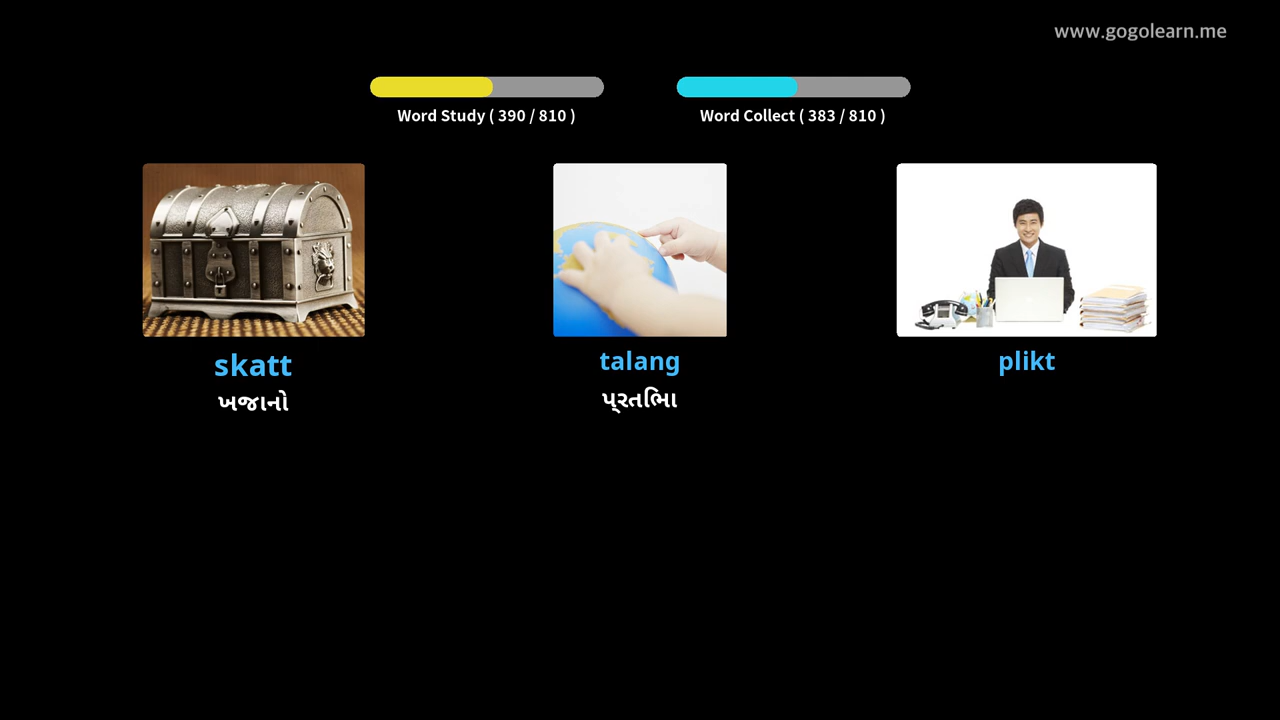 www.gogolearn.me
Word Study ( 390 / 810 )
Word Collect ( 383 / 810 )
skatt
ખજાનો
talang
પ્રતિભા
plikt